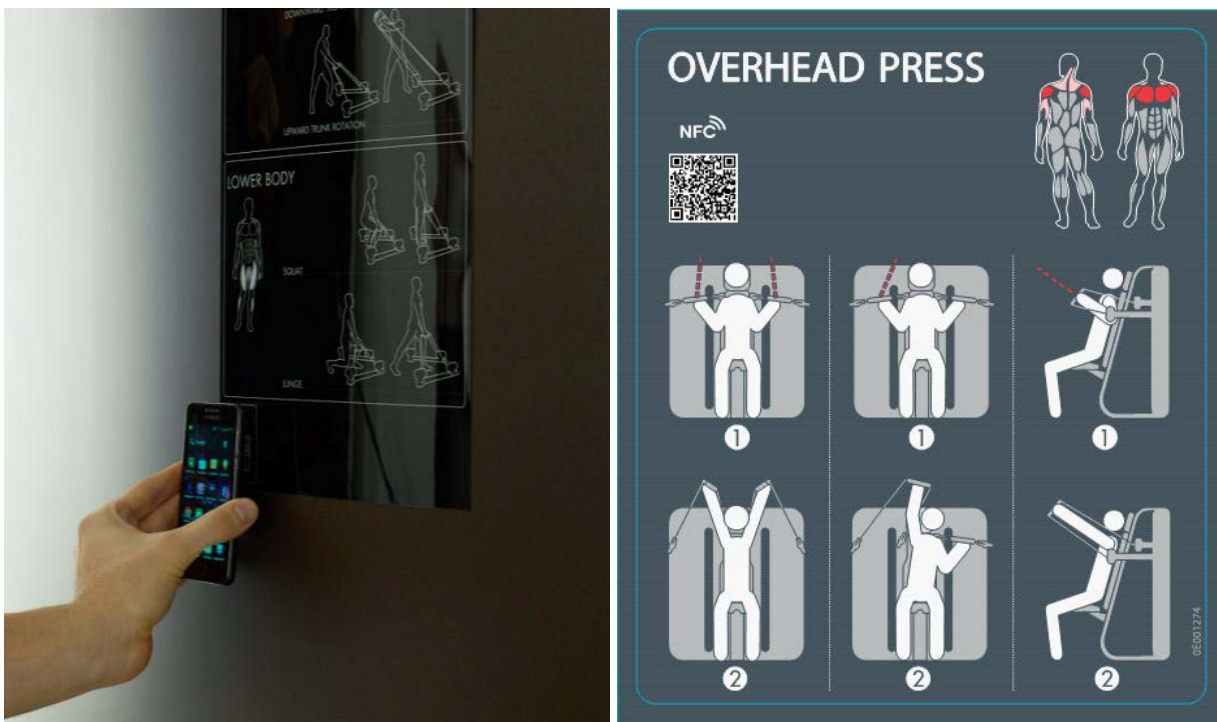 UPWARD TRUNK ROTATION
LOWER BODY
SQUAT
LUNGE
OVERHEAD PRESS
NFC
1
1
1
2
2
2
0E001274